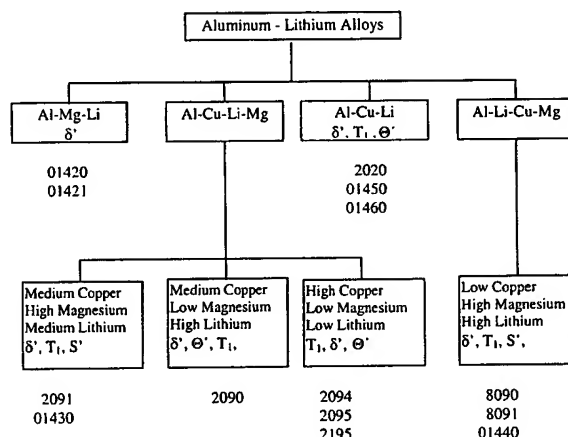 Aluminum - Lithium Alloys
Al-Mg-Li
δ'
01420
01421
Al-Cu-Li-Mg
Al-Cu-Li
δ', T₁, Θ'
2020
01450
01460
Al-Li-Cu-Mg
Medium Copper
High Magnesium
Medium Lithium
δ', T₁, S'
2091
01430
Medium Copper
Low Magnesium
High Lithium
δ', Θ', T₁,
2090
High Copper
Low Magnesium
Low Lithium
T₁, δ', Θ'
2094
2095
2195
Low Copper
High Magnesium
High Lithium
δ', T₁, S',
8090
8091
01440